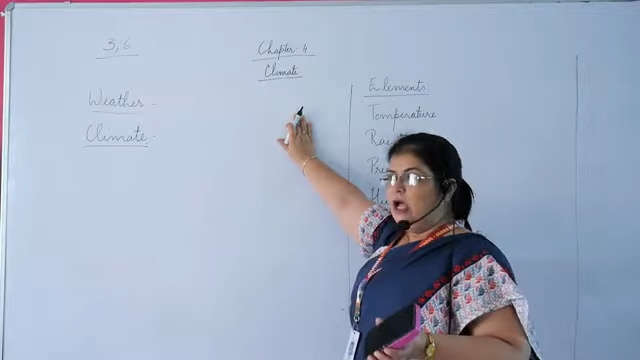 3,6
Chapter-4
Climate
Weather -
Climate -
Elements
Temperature